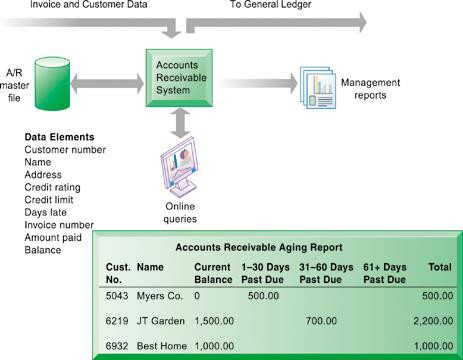 Invoice and Customer Data
To General Ledger
A/R
master
file
Accounts
Receivable
System
Management
reports
Online
queries
Data Elements
Customer number
Name
Address
Credit rating
Credit limit
Days late
Invoice number
Amount paid
Balance
Accounts Receivable Aging Report
Cust. Name Current 1–30 Days 31–60 Days 61+ Days Total
No. Balance Past Due Past Due Past Due
5043 Myers Co. 0 500.00 500.00
6219 JT Garden 1,500.00 700.00 2,200.00
6932 Best Home 1,000.00 1,000.00